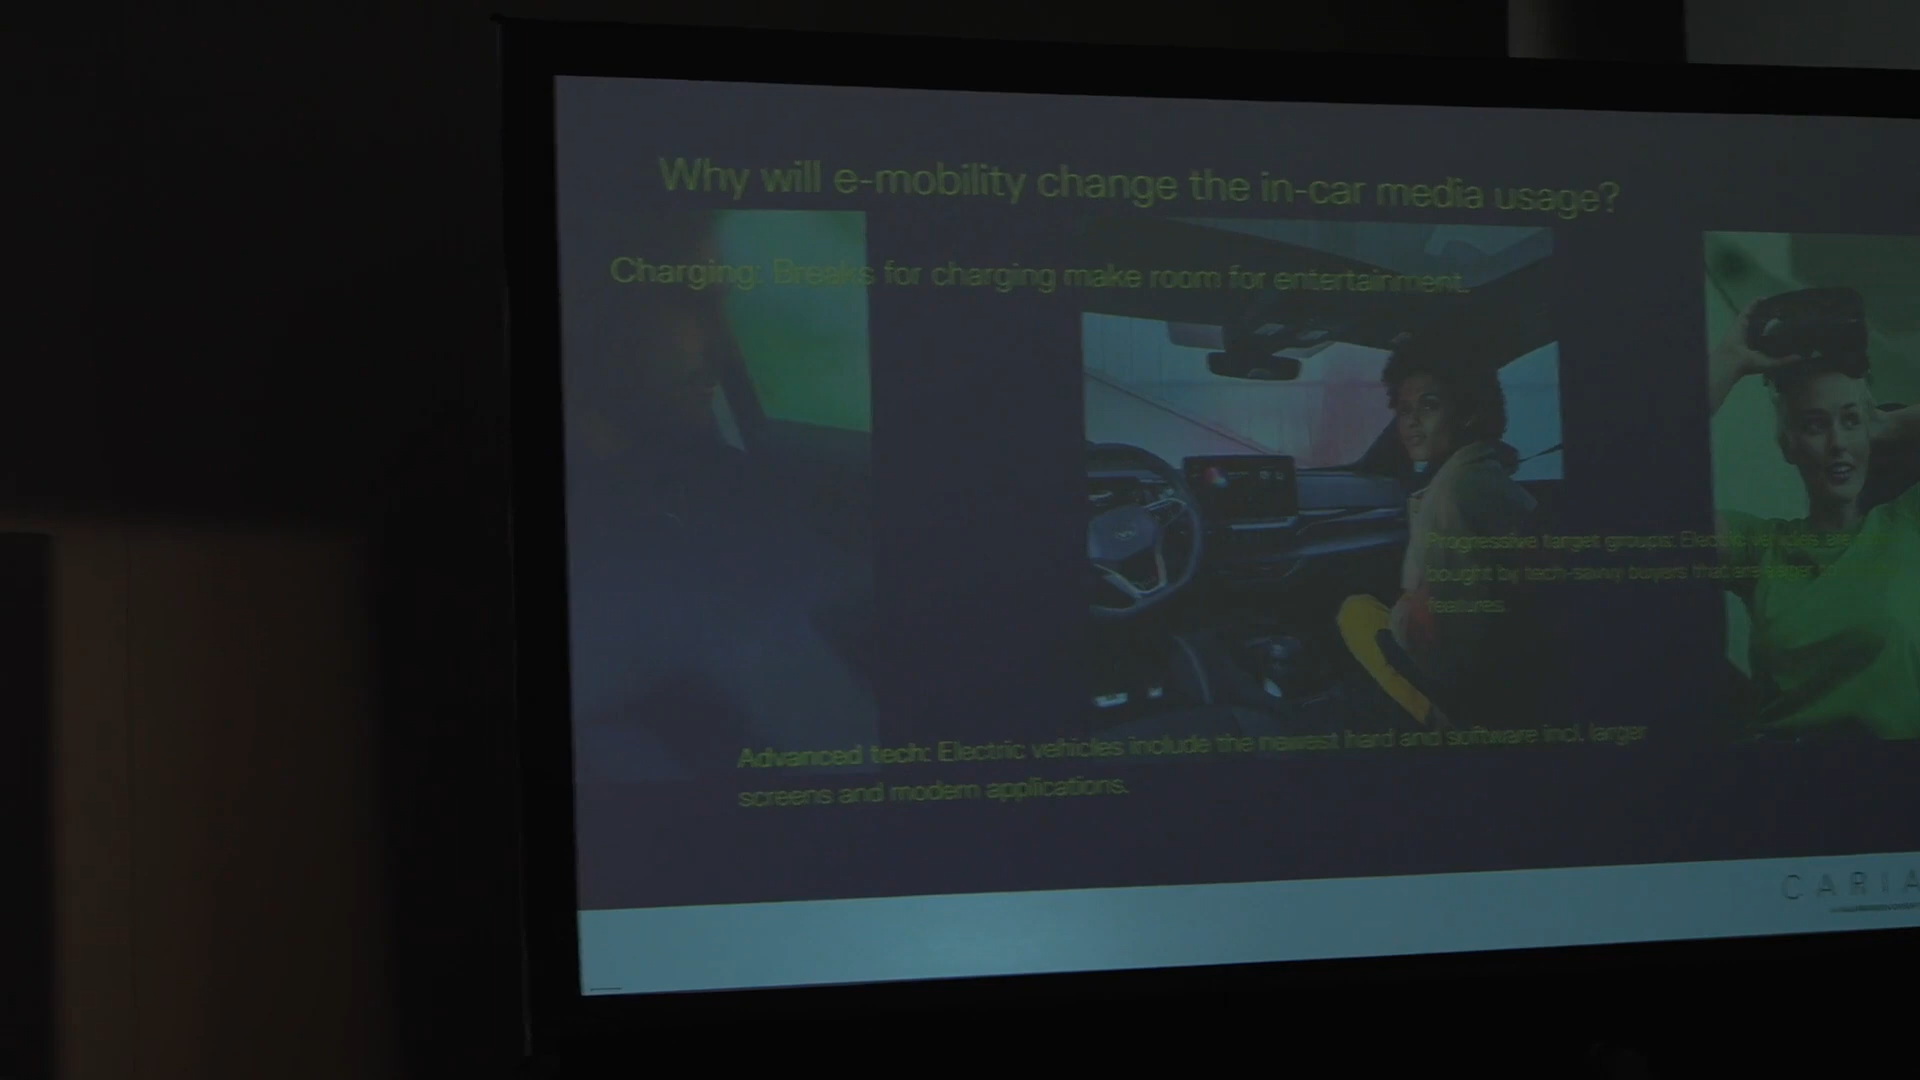 Why will e-mobility change the in-car media usage?
Charging: Breaks for charging make room for entertainment.
Progressive target groups: Electric vehicles are
bought by tech-savvy buyers that are
features.
Advanced tech: Electric vehicles include the newest hard and software incl. larger
screens and modern applications.
CARIA